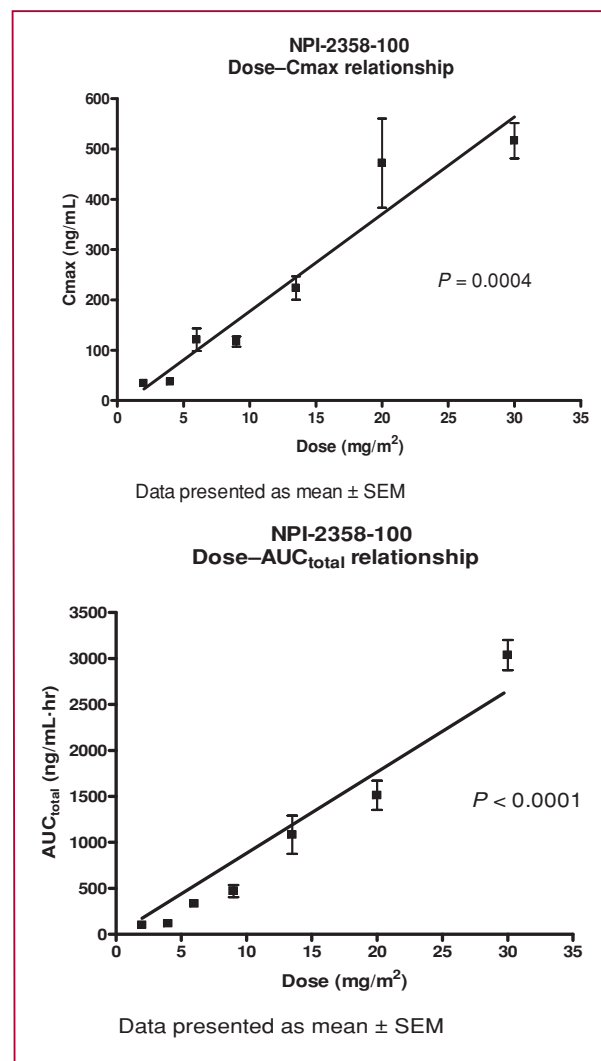 NPI-2358-100
Dose–Cmax relationship
600
500
400
300
200
100
0
Cmax (ng/mL)
P = 0.0004
0 5 10 15 20 25 30 35
Dose (mg/m²)
Data presented as mean ± SEM
NPI-2358-100
Dose–AUCtotal relationship
3500
3000
2500
2000
1500
1000
500
0
AUCtotal (ng/mL·hr)
P < 0.0001
0 5 10 15 20 25 30 35
Dose (mg/m²)
Data presented as mean ± SEM